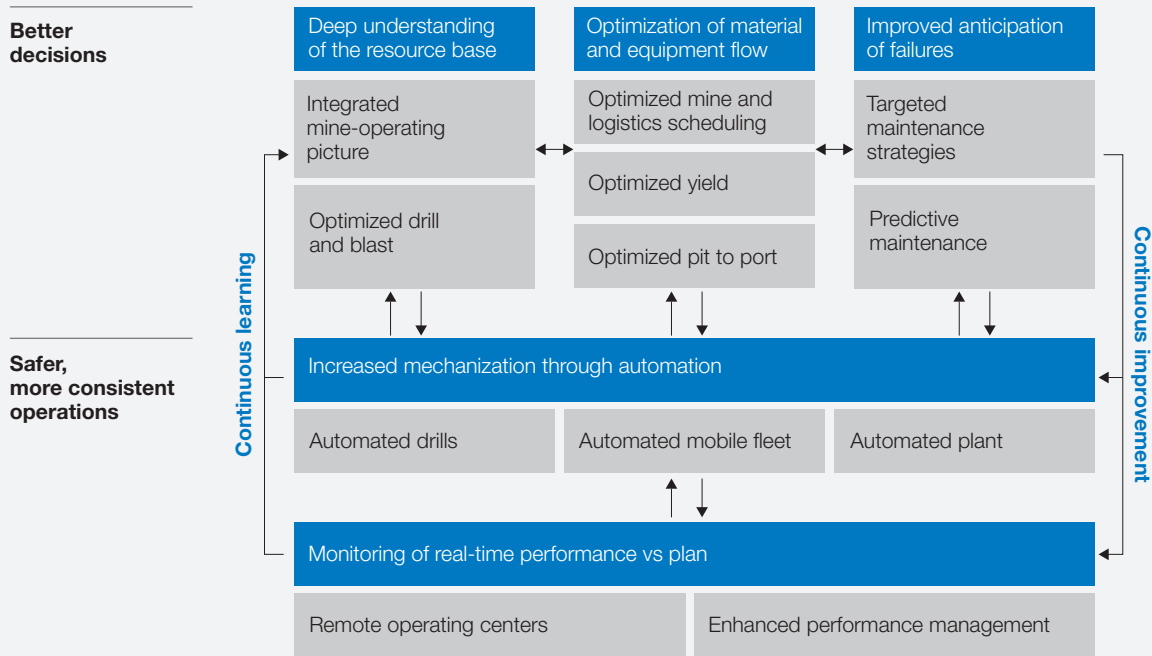 Better
decisions
Deep understanding
of the resource base
Optimization of material
and equipment flow
Improved anticipation
of failures
Integrated
mine-operating
picture
Optimized drill
and blast
Optimized mine and
logistics scheduling
Optimized yield
Optimized pit to port
Targeted
maintenance
strategies
Predictive
maintenance
Continuous learning
Continuous improvement
Safer,
more consistent
operations
Increased mechanization through automation
Automated drills
Automated mobile fleet
Automated plant
Monitoring of real-time performance vs plan
Remote operating centers
Enhanced performance management